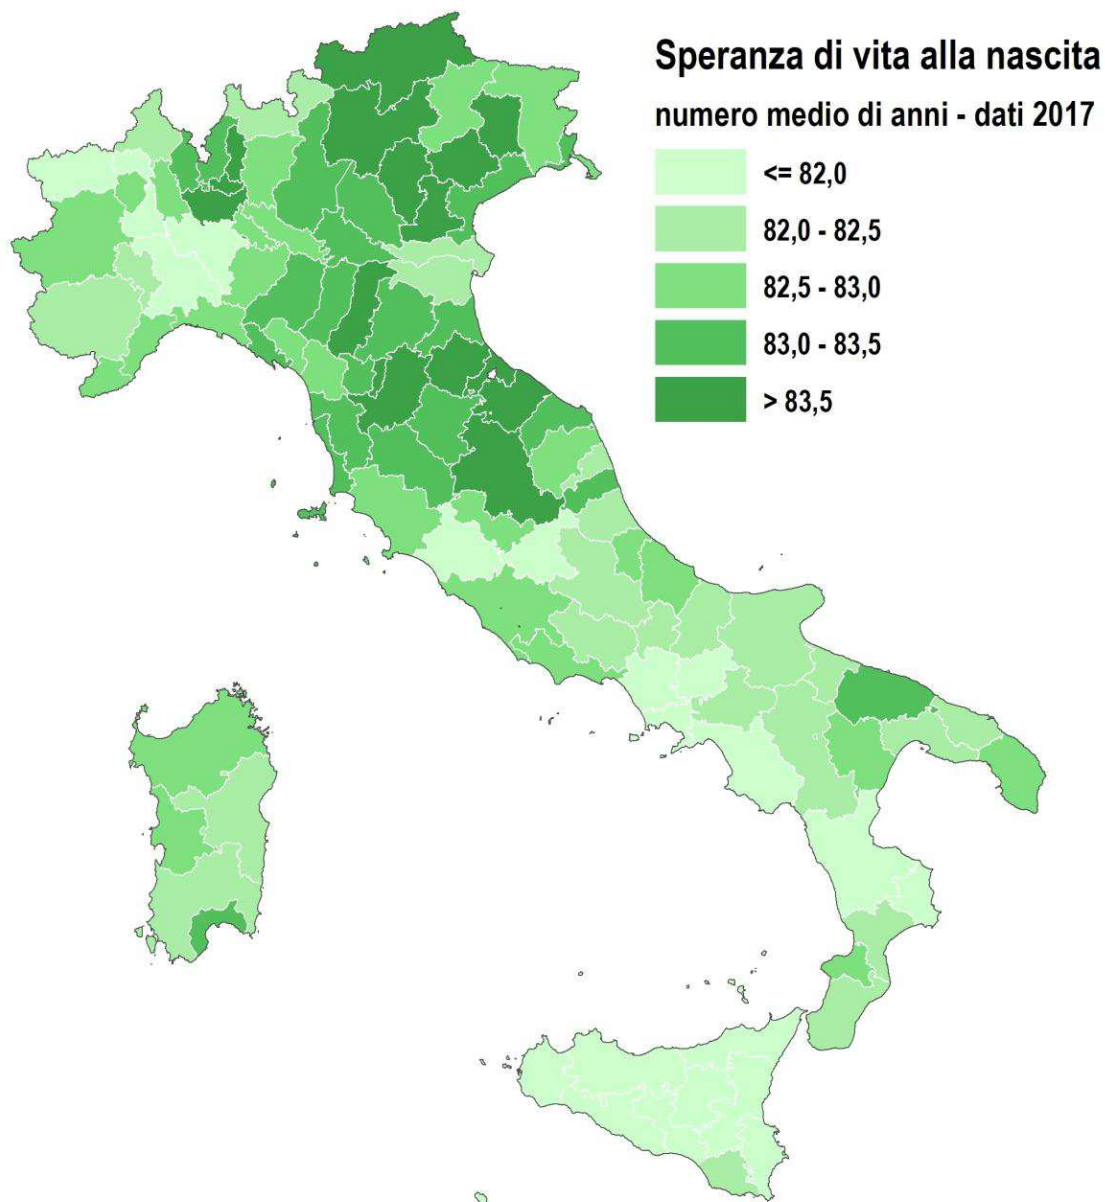 Speranza di vita alla nascita
numero medio di anni - dati 2017
<= 82,0
82,0 - 82,5
82,5 - 83,0
83,0 - 83,5
> 83,5